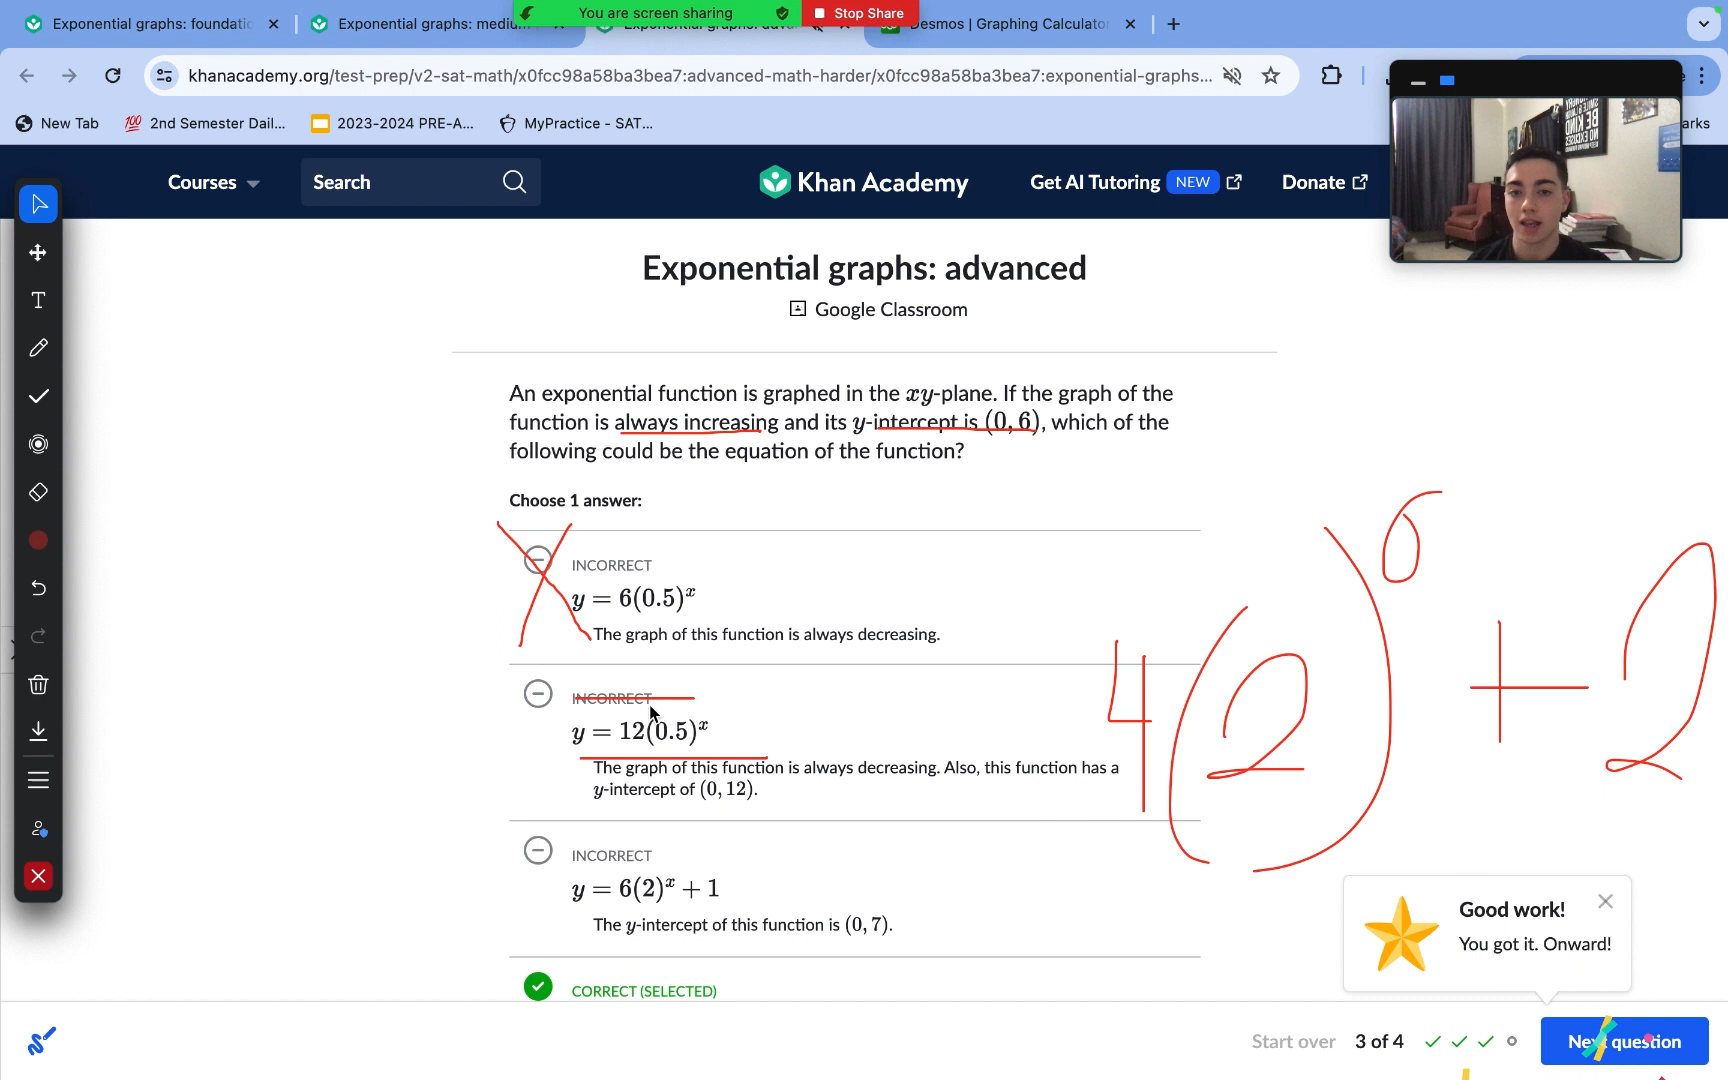 Exponential graphs: foundatio
Exponential graphs: mediu
You are screen sharing
Stop Share
Desmos | Graphing Calculato
khanacademy.org/test-prep/v2-sat-math/x0fcc98a58ba3bea7:advanced-math-harder/x0fcc98a58ba3bea7:exponential-graphs...
New Tab
2nd Semester Dail...
2023-2024 PRE-A...
MyPractice - SAT...
arks
Courses
Search
Khan Academy
Get AI Tutoring NEW
Donate
BE KIND
NO EXCUSES
Exponential graphs: advanced
Google Classroom
An exponential function is graphed in the xy-plane. If the graph of the
function is always increasing and its y-intercept is (0, 6), which of the
following could be the equation of the function?
Choose 1 answer:
INCORRECT
y = 6(0.5)^x
The graph of this function is always decreasing.
INCORRECT
y = 12(0.5)^x
The graph of this function is always decreasing. Also, this function has a
y-intercept of (0, 12).
INCORRECT
y = 6(2)^x + 1
The y-intercept of this function is (0, 7).
CORRECT (SELECTED)
4(2)^0 + 2
Good work!
You got it. Onward!
Start over
3 of 4
Next question